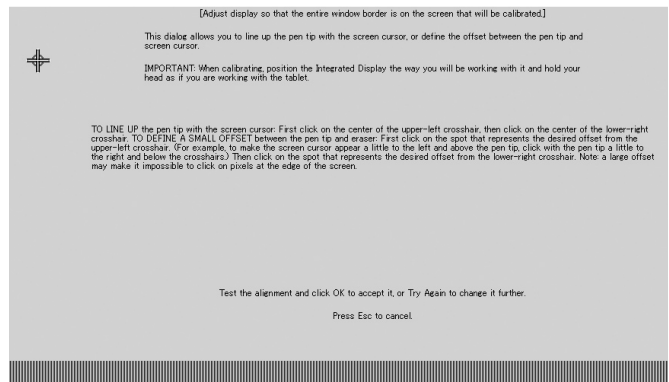 [Adjust display so that the entire window border is on the screen that will be calibrated.]
This dialog allows you to line up the pen tip with the screen cursor, or define the offset between the pen tip and
screen cursor.
IMPORTANT: When calibrating, position the Integrated Display the way you will be working with it and hold your
head as if you are working with the tablet.
TO LINE UP the pen tip with the screen cursor: First click on the center of the upper-left crosshair, then click on the center of the lower-right
crosshair. TO DEFINE A SMALL OFFSET between the pen tip and eraser: First click on the spot that represents the desired offset from the
upper-left crosshair. (For example, to make the screen cursor appear a little to the left and above the pen tip, click with the pen tip a little to
the right and below the crosshairs.) Then click on the spot that represents the desired offset from the lower-right crosshair. Note: a large offset
may make it impossible to click on pixels at the edge of the screen.
Test the alignment and click OK to accept it, or Try Again to change it further.
Press Esc to cancel.